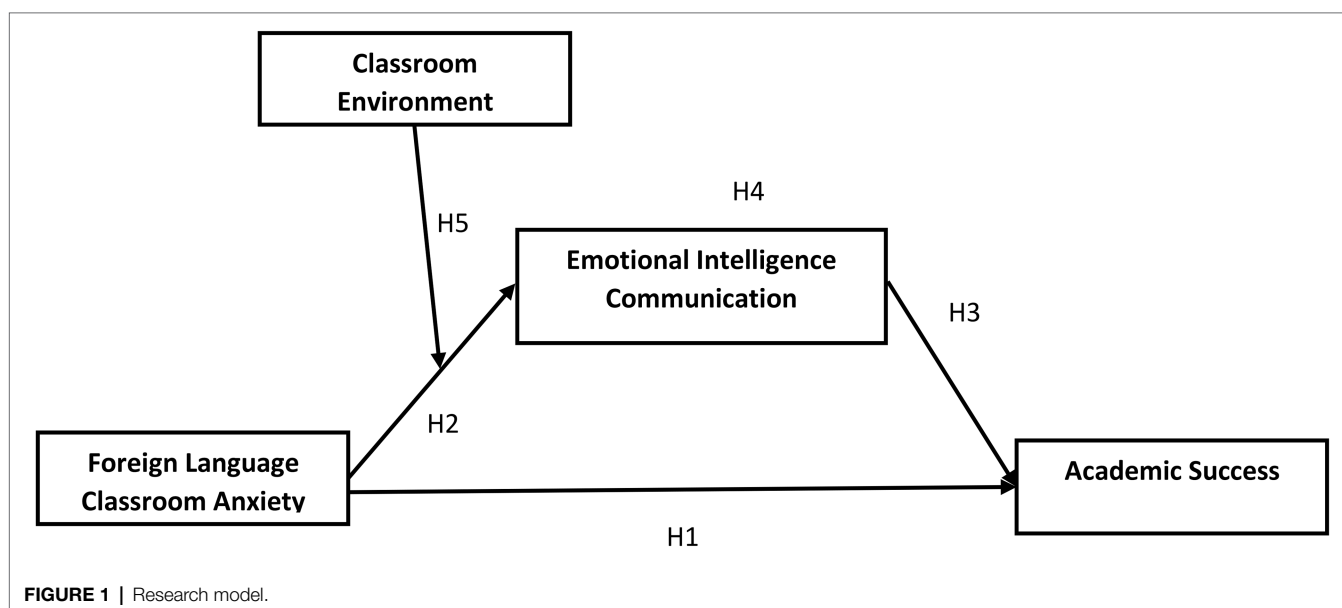 Classroom
Environment
H4
H5
Emotional Intelligence
Communication
H3
H2
Foreign Language
Classroom Anxiety
Academic Success
H1
FIGURE 1 | Research model.